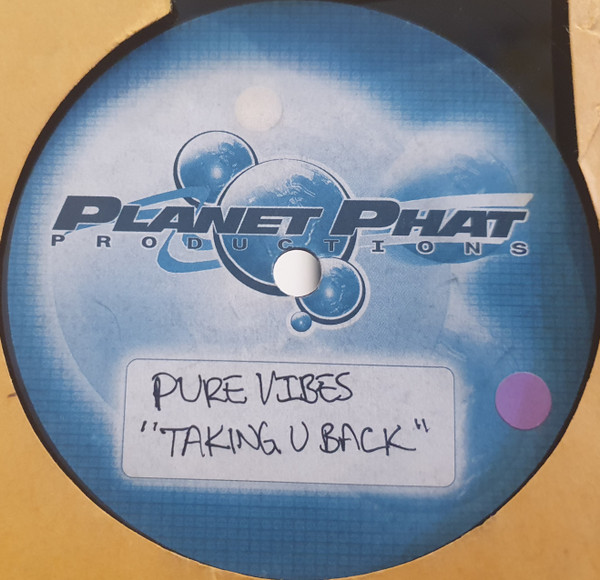 PLANET PHAT
PRODUCTIONS
PURE VIBES
"TAKING U BACK"